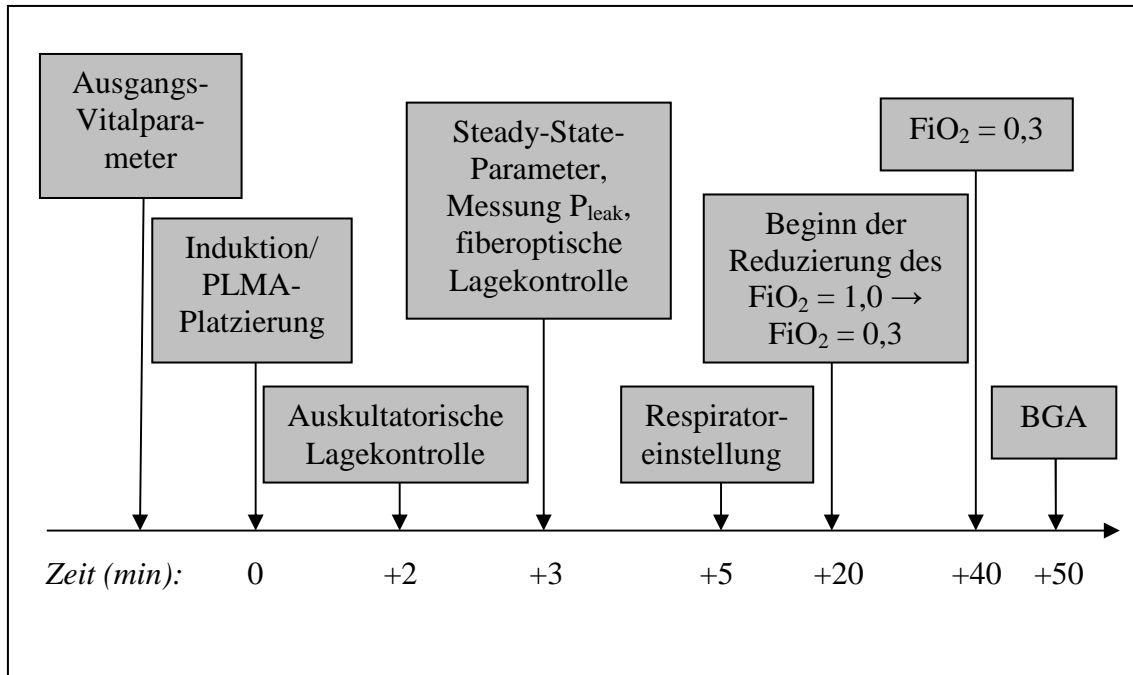 Ausgangs-
Vitalpara-
meter
Induktion/
PLMA-
Platzierung
Auskultatorische
Lagekontrolle
Steady-State-
Parameter,
Messung Pleak,
fiberoptische
Lagekontrolle
Respirator-
einstellung
Beginn der
Reduzierung des
FiO2 = 1,0 →
FiO2 = 0,3
FiO2 = 0,3
BGA
Zeit (min): 0 +2 +3 +5 +20 +40 +50